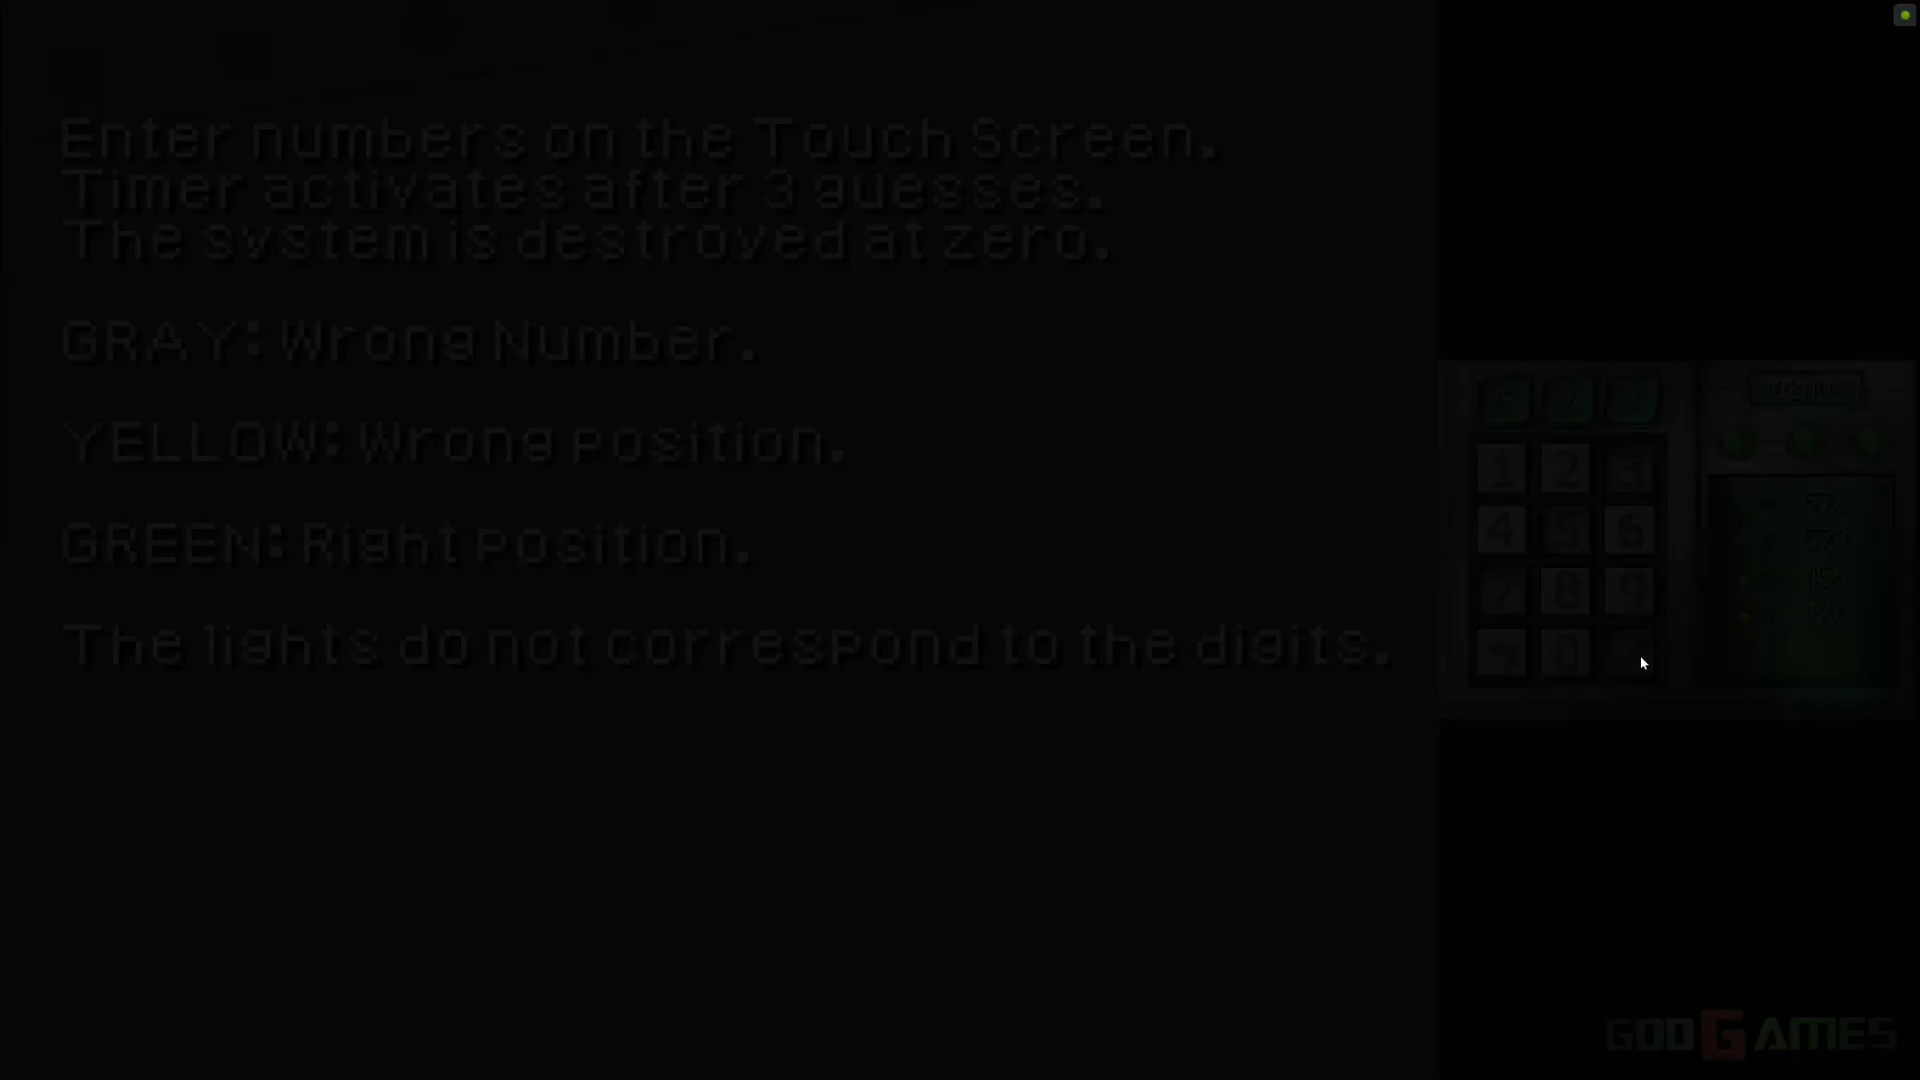 Enter numbers on the Touch Screen.
Timer activates after 3 guesses.
The system is destroyed at zero.
GRAY: Wrong Number.
YELLOW: Wrong position.
GREEN: Right position.
The lights do not correspond to the digits.
1 2 3
4 5 6
7 8 9
0
GODGAMES